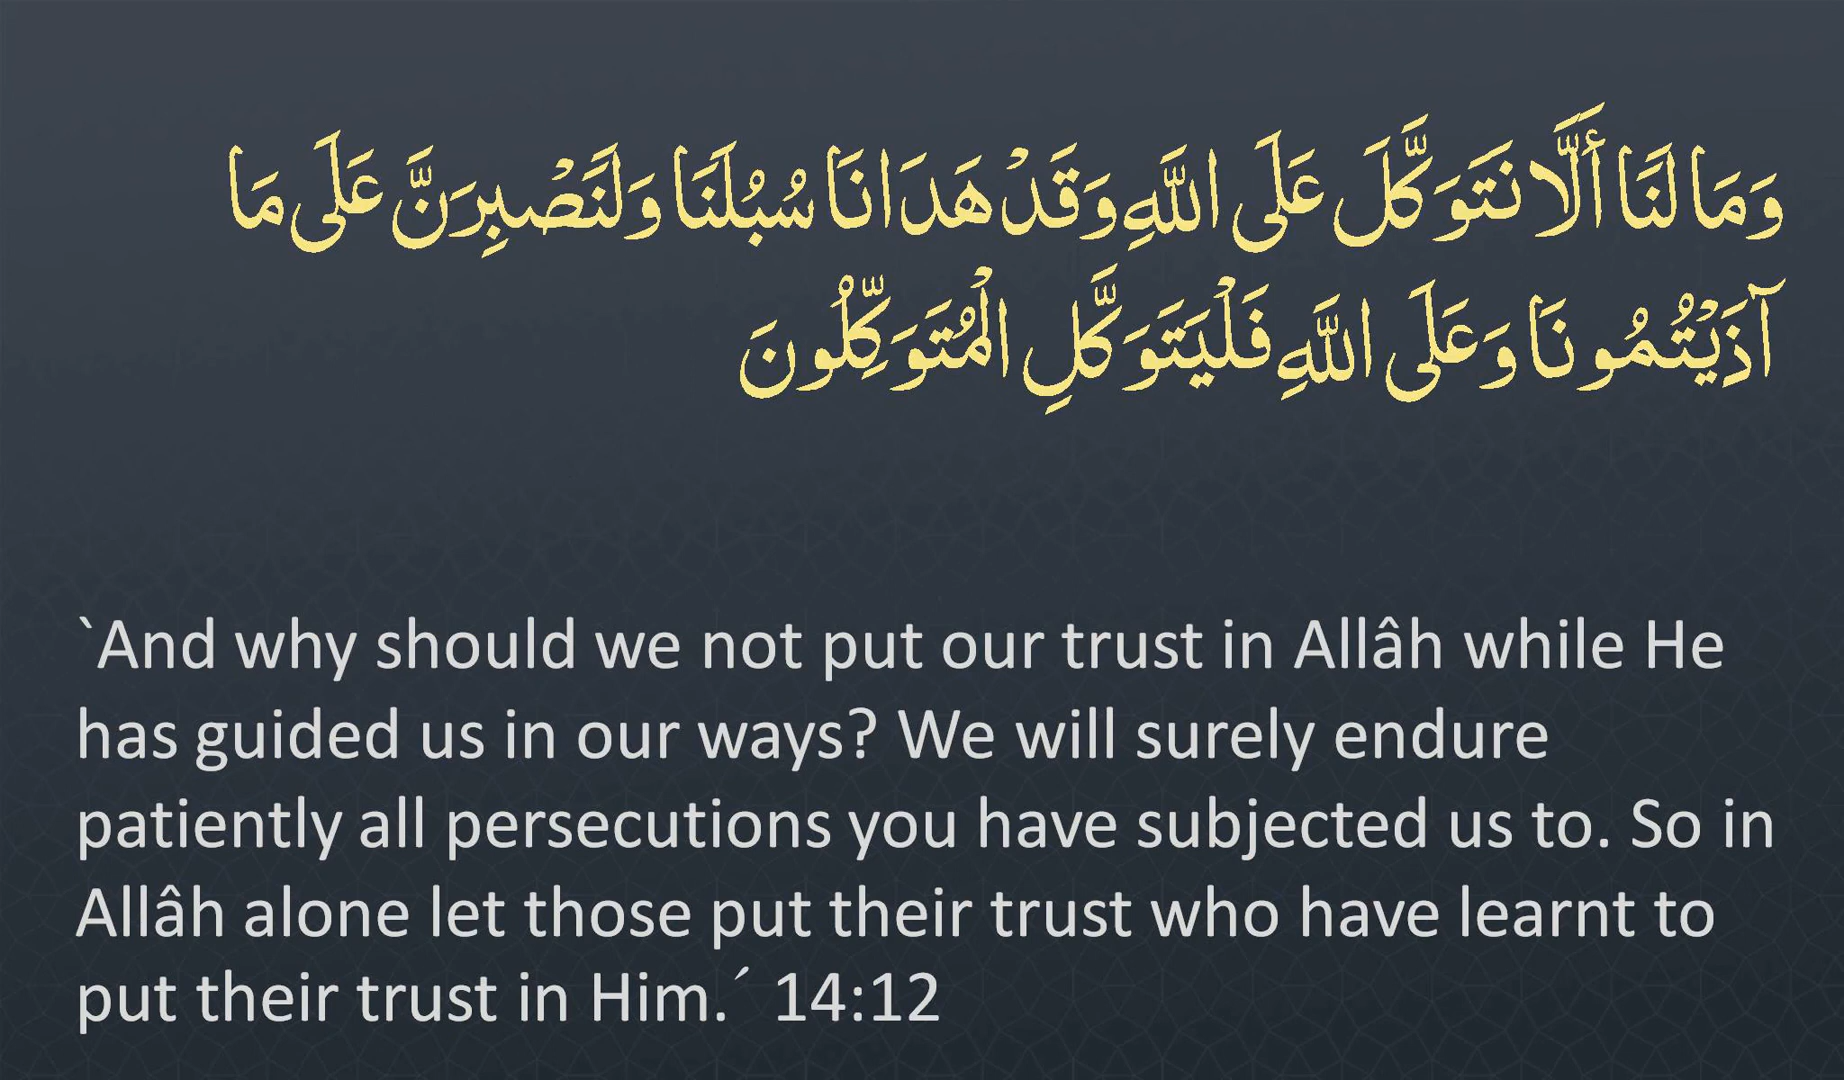 وَمَا لَنَا أَلَّا نَتَوَكَّلَ عَلَى اللَّهِ وَقَدْ هَدَانَا سُبُلَنَا وَلَنَصْبِرَنَّ عَلَى مَا
آذَيْتُمُونَا وَعَلَى اللَّهِ فَلْيَتَوَكَّلِ الْمُتَوَكِّلُونَ
`And why should we not put our trust in Allâh while He
has guided us in our ways? We will surely endure
patiently all persecutions you have subjected us to. So in
Allâh alone let those put their trust who have learnt to
put their trust in Him.´ 14:12